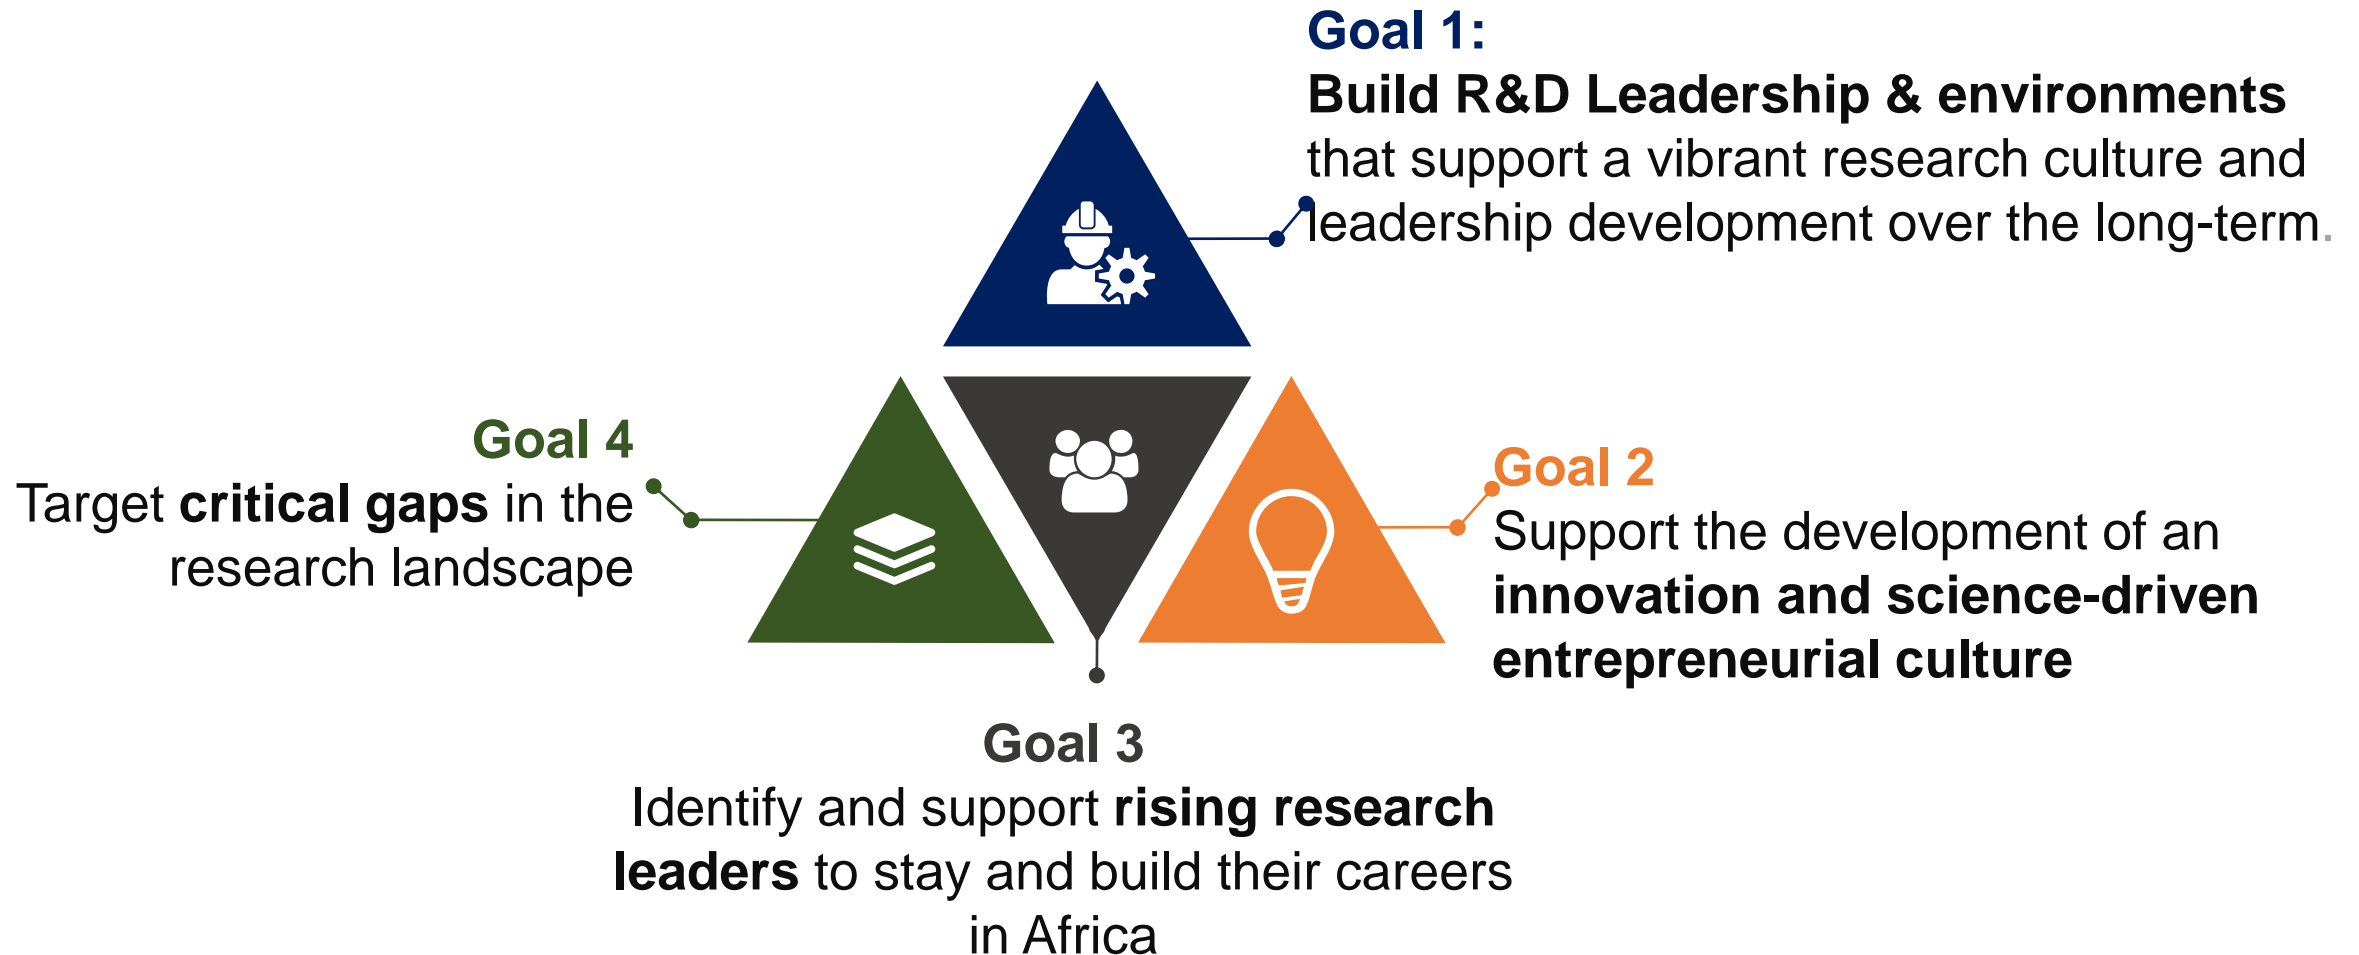 Goal 1:
Build R&D Leadership & environments
that support a vibrant research culture and
leadership development over the long-term.
Goal 2
Support the development of an
innovation and science-driven
entrepreneurial culture
Goal 3
Identify and support rising research
leaders to stay and build their careers
in Africa
Goal 4
Target critical gaps in the
research landscape